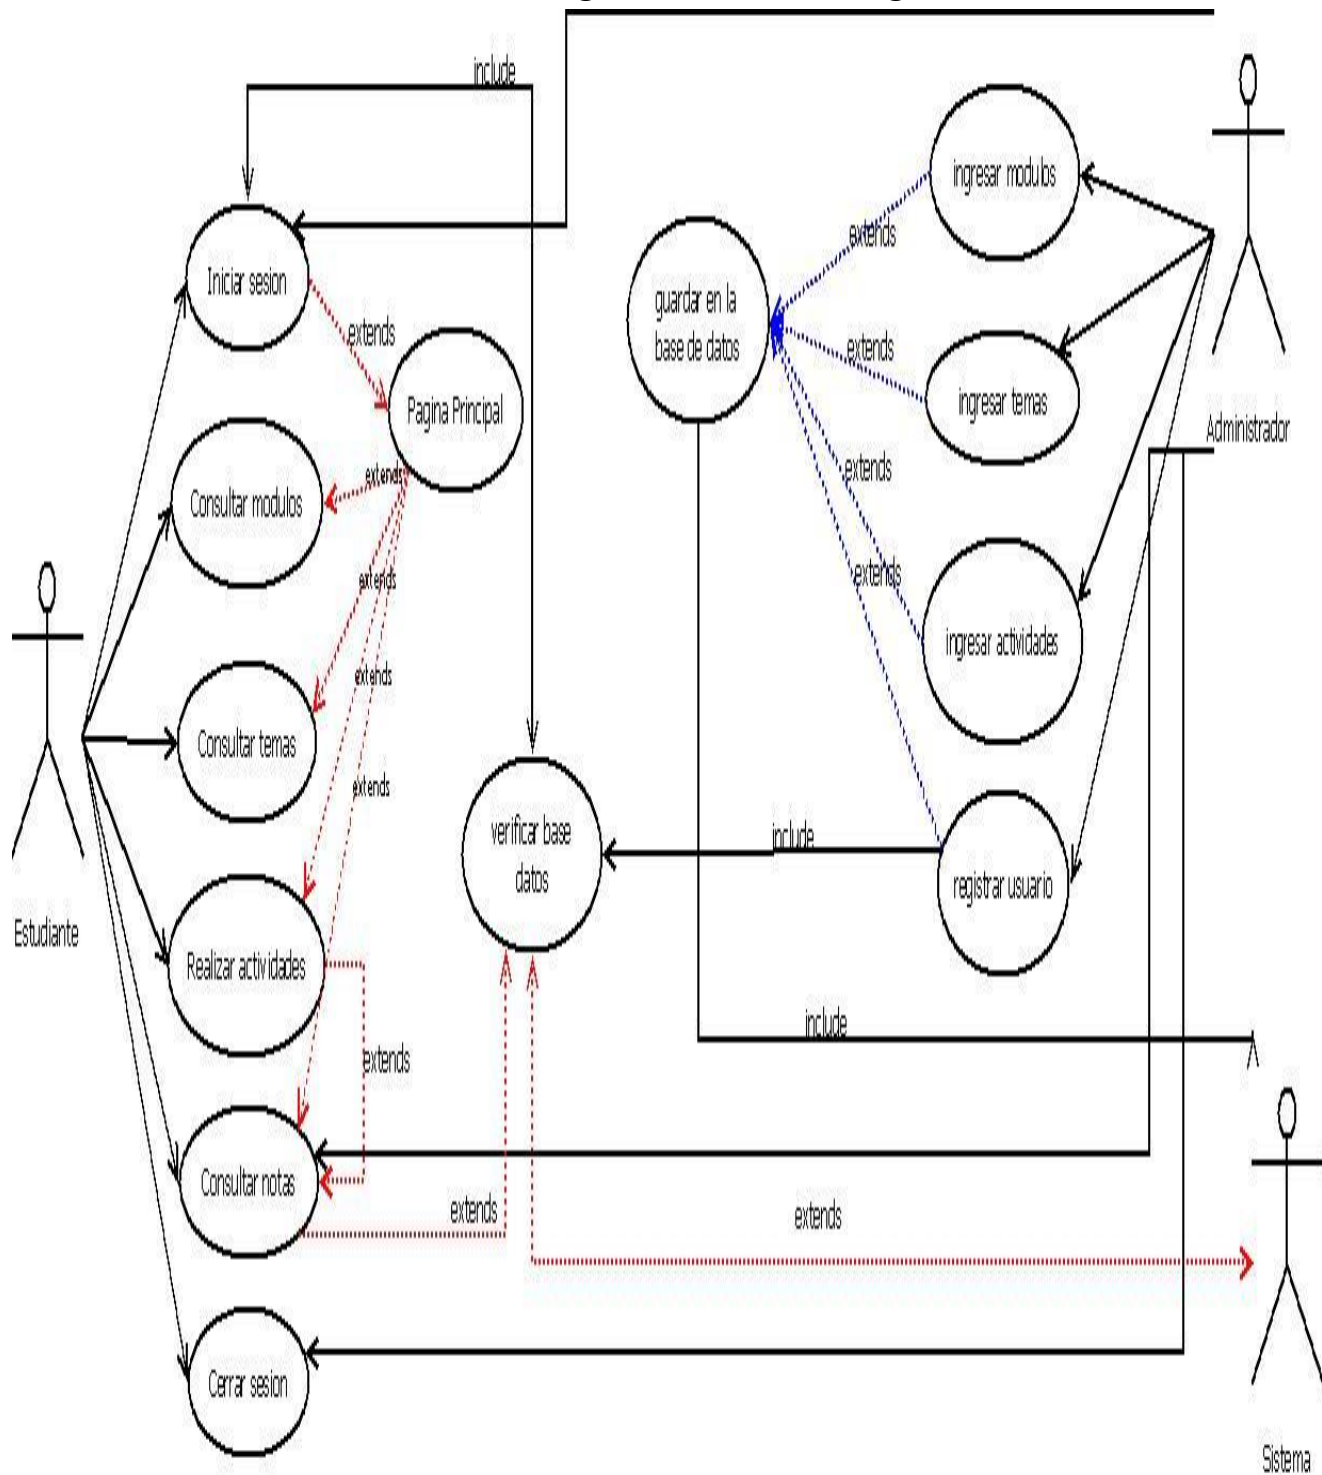 include
Iniciar sesion
extends
Pagina Principal
extends
Consultar modulos
extends
Consultar temas
extends
extends
Realizar actividades
extends
Consultar notas
extends
Cerrar sesion
Estudiante
verificar base
datos
include
guardar en la
base de datos
extends
extends
extends
extends
ingresar modulos
ingresar temas
ingresar actividades
registrar usuario
include
extends
Administrador
Sistema